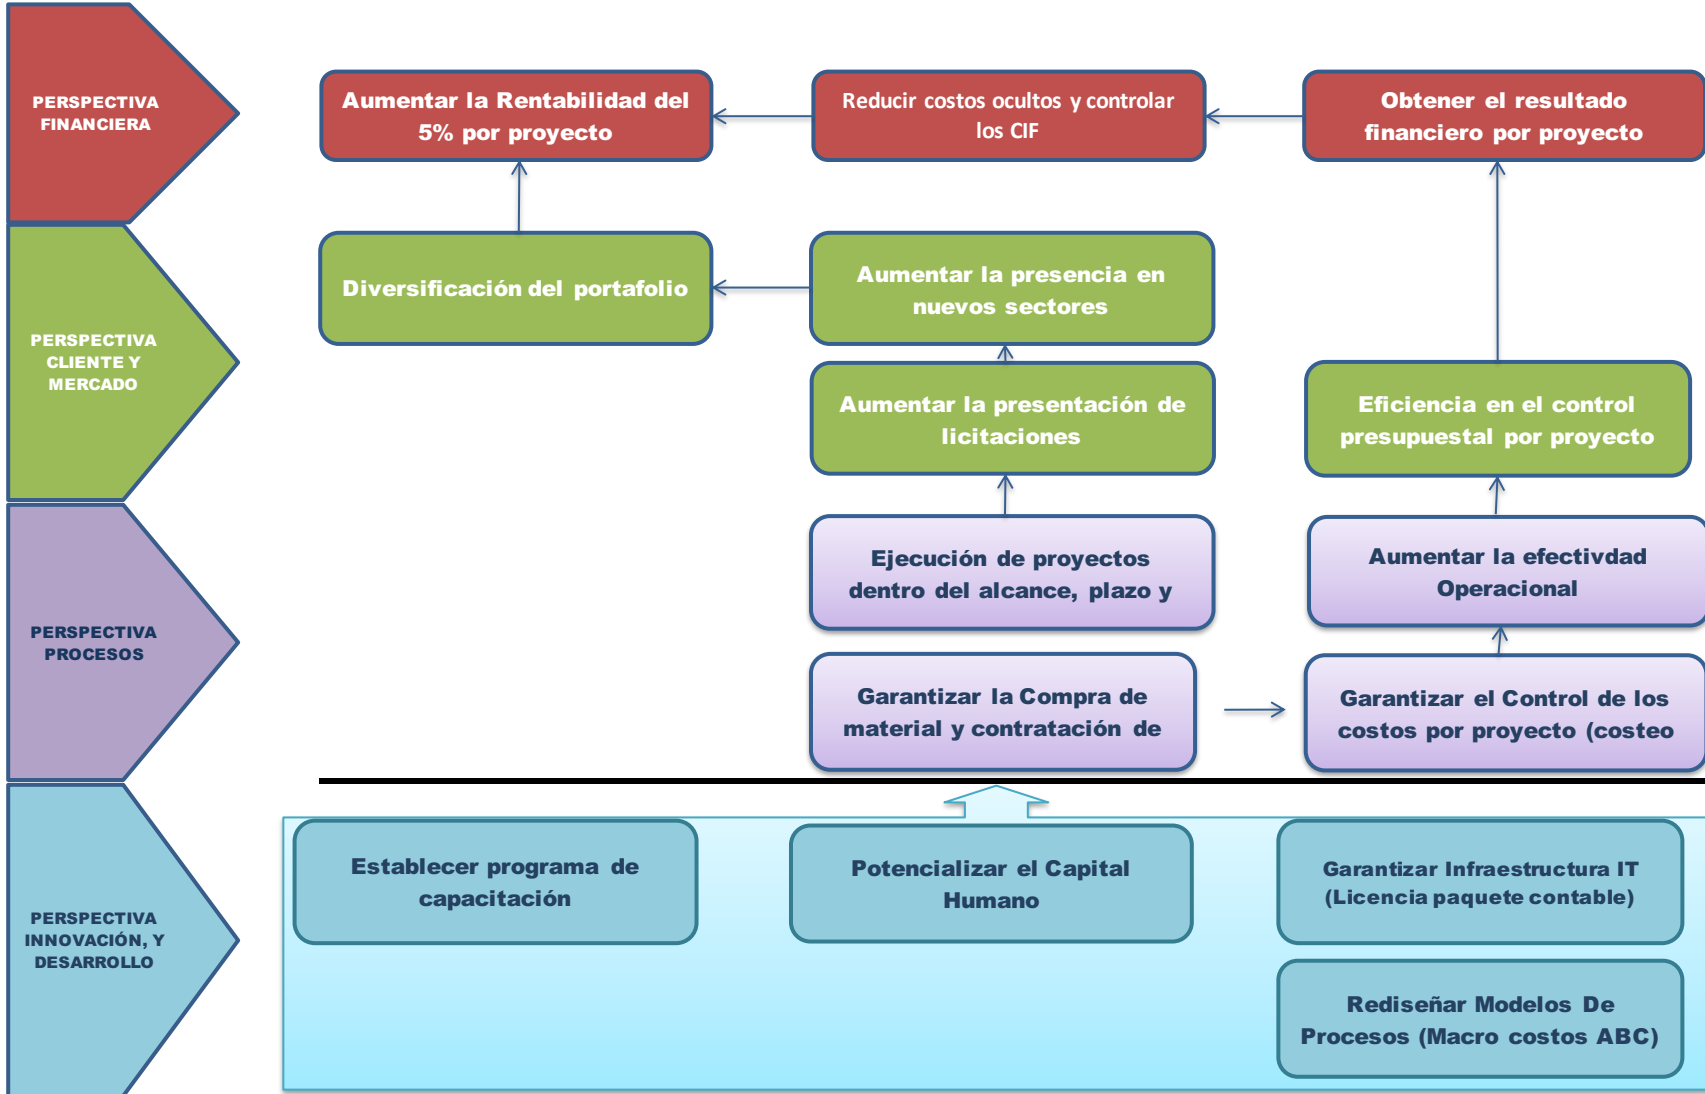 PERSPECTIVA
FINANCIERA
Aumentar la Rentabilidad del
5% por proyecto
Reducir costos ocultos y controlar
los CIF
Obtener el resultado
financiero por proyecto
PERSPECTIVA
CLIENTE Y
MERCADO
Diversificación del portafolio
Aumentar la presencia en
nuevos sectores
Aumentar la presentación de
licitaciones
Eficiencia en el control
presupuestal por proyecto
PERSPECTIVA
PROCESOS
Ejecución de proyectos
dentro del alcance, plazo y
Aumentar la efectivdad
Operacional
Garantizar la Compra de
material y contratación de
Garantizar el Control de los
costos por proyecto (costeo
PERSPECTIVA
INNOVACIÓN, Y
DESARROLLO
Establecer programa de
capacitación
Potencializar el Capital
Humano
Garantizar Infraestructura IT
(Licencia paquete contable)
Rediseñar Modelos De
Procesos (Macro costos ABC)